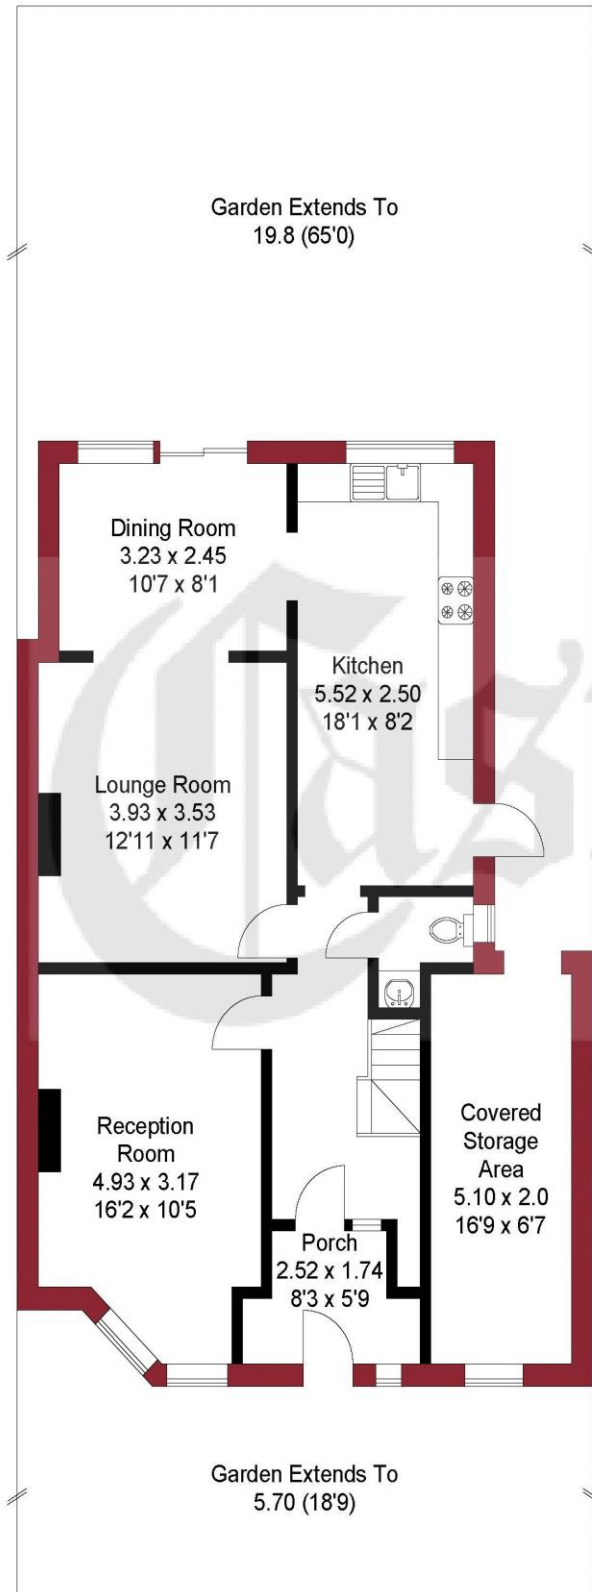 Garden Extends To
19.8 (65'0)
Dining Room
3.23 x 2.45
10'7 x 8'1
Kitchen
5.52 x 2.50
18'1 x 8'2
Lounge Room
3.93 x 3.53
12'11 x 11'7
Reception
Room
4.93 x 3.17
16'2 x 10'5
Covered
Storage
Area
5.10 x 2.0
16'9 x 6'7
Porch
2.52 x 1.74
8'3 x 5'9
Garden Extends To
5.70 (18'9)